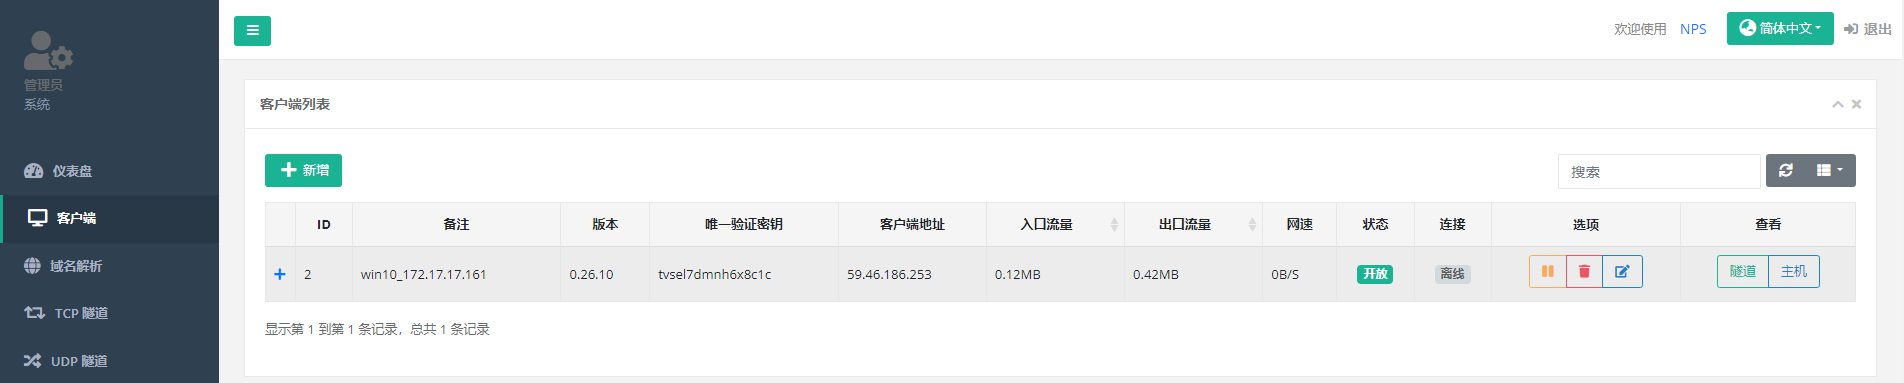 管理员
系统
仪表盘
客户端
域名解析
TCP 隧道
UDP 隧道
欢迎使用 NPS 简体中文 退出
客户端列表
新增
搜索
ID 备注 版本 唯一验证密钥 客户端地址 入口流量 出口流量 网速 状态 连接 选项 查看
2 win10_172.17.17.161 0.26.10 tvsel7dmnh6x8c1c 59.46.186.253 0.12MB 0.42MB 0B/S 开放 离线 隧道 主机
显示第 1 到第 1 条记录，总共 1 条记录